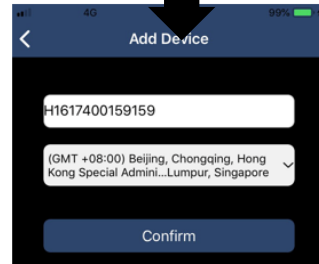 4G 99%
Add Device
H1617400159159
(GMT +08:00) Beijing, Chongqing, Hong
Kong Special Admini...Lumpur, Singapore
Confirm